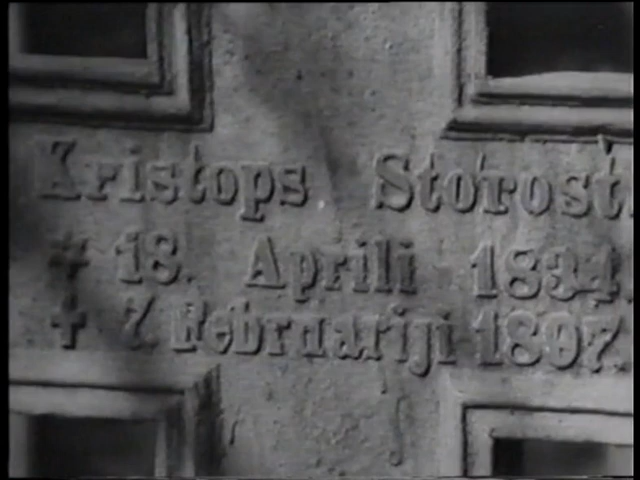 Kristops Storost
* 18. Aprili 1834.
† 7. Februariji 1897.